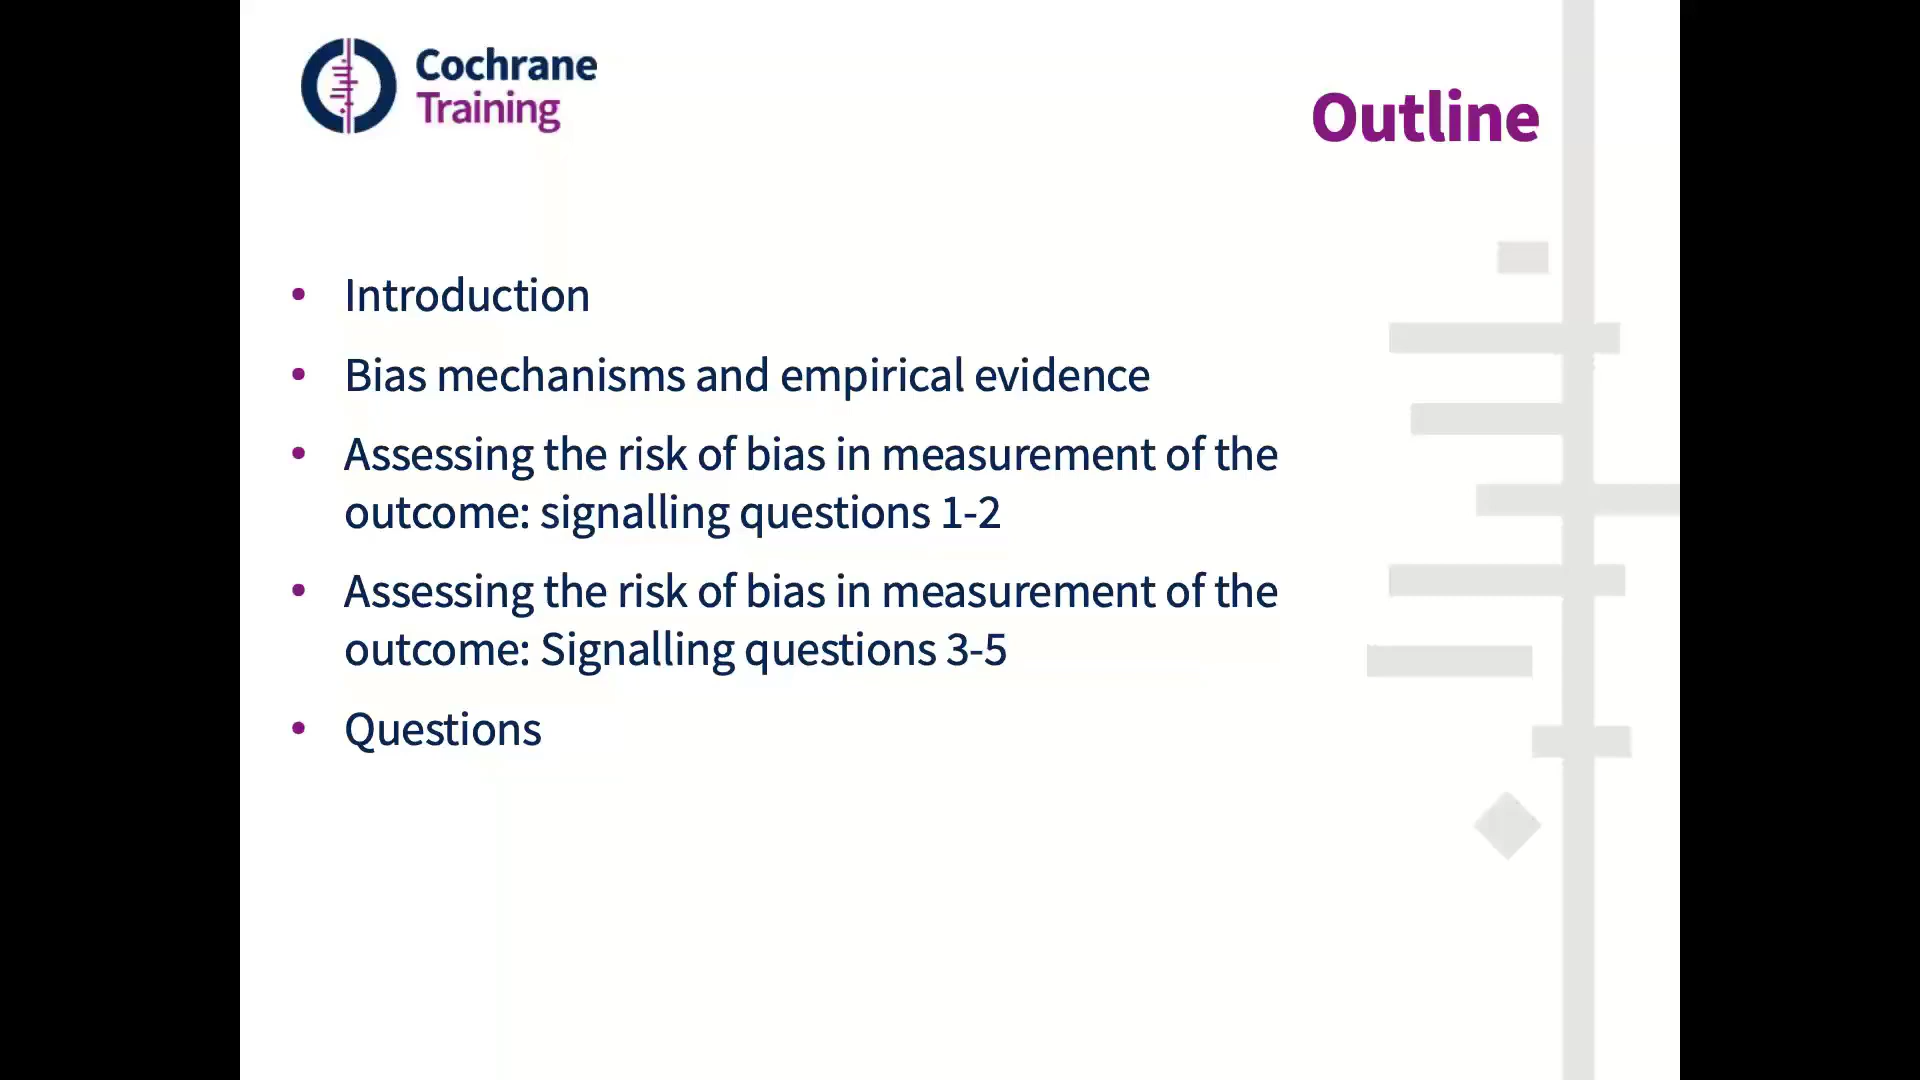 Cochrane
Training
Outline
• Introduction
• Bias mechanisms and empirical evidence
• Assessing the risk of bias in measurement of the
outcome: signalling questions 1-2
• Assessing the risk of bias in measurement of the
outcome: Signalling questions 3-5
• Questions